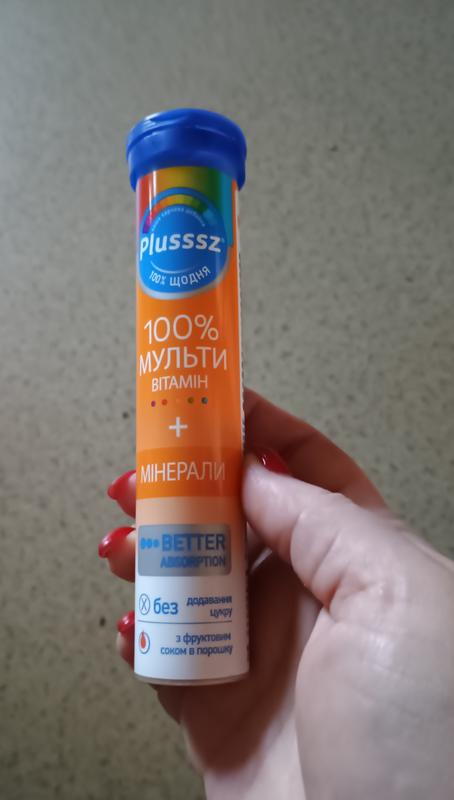 Plusssz
100% ЩОДНЯ
100%
МУЛЬТИ
ВІТАМІН
+
МІНЕРАЛИ
BETTER
ABSORPTION
без додавання
цукру
з фруктовим
соком в порошку